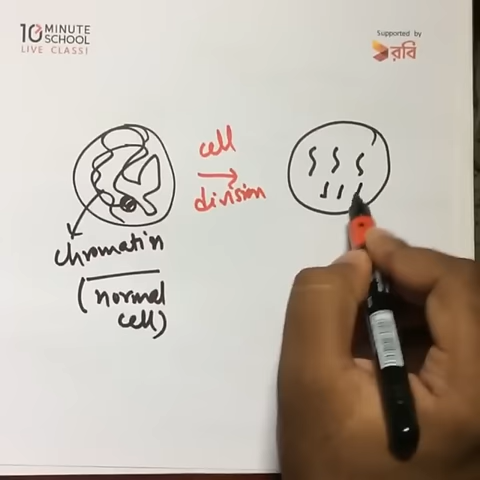 10 MINUTE
SCHOOL
LIVE CLASS!
Supported by
রবি
cell
division
chromatin
(normal
cell)